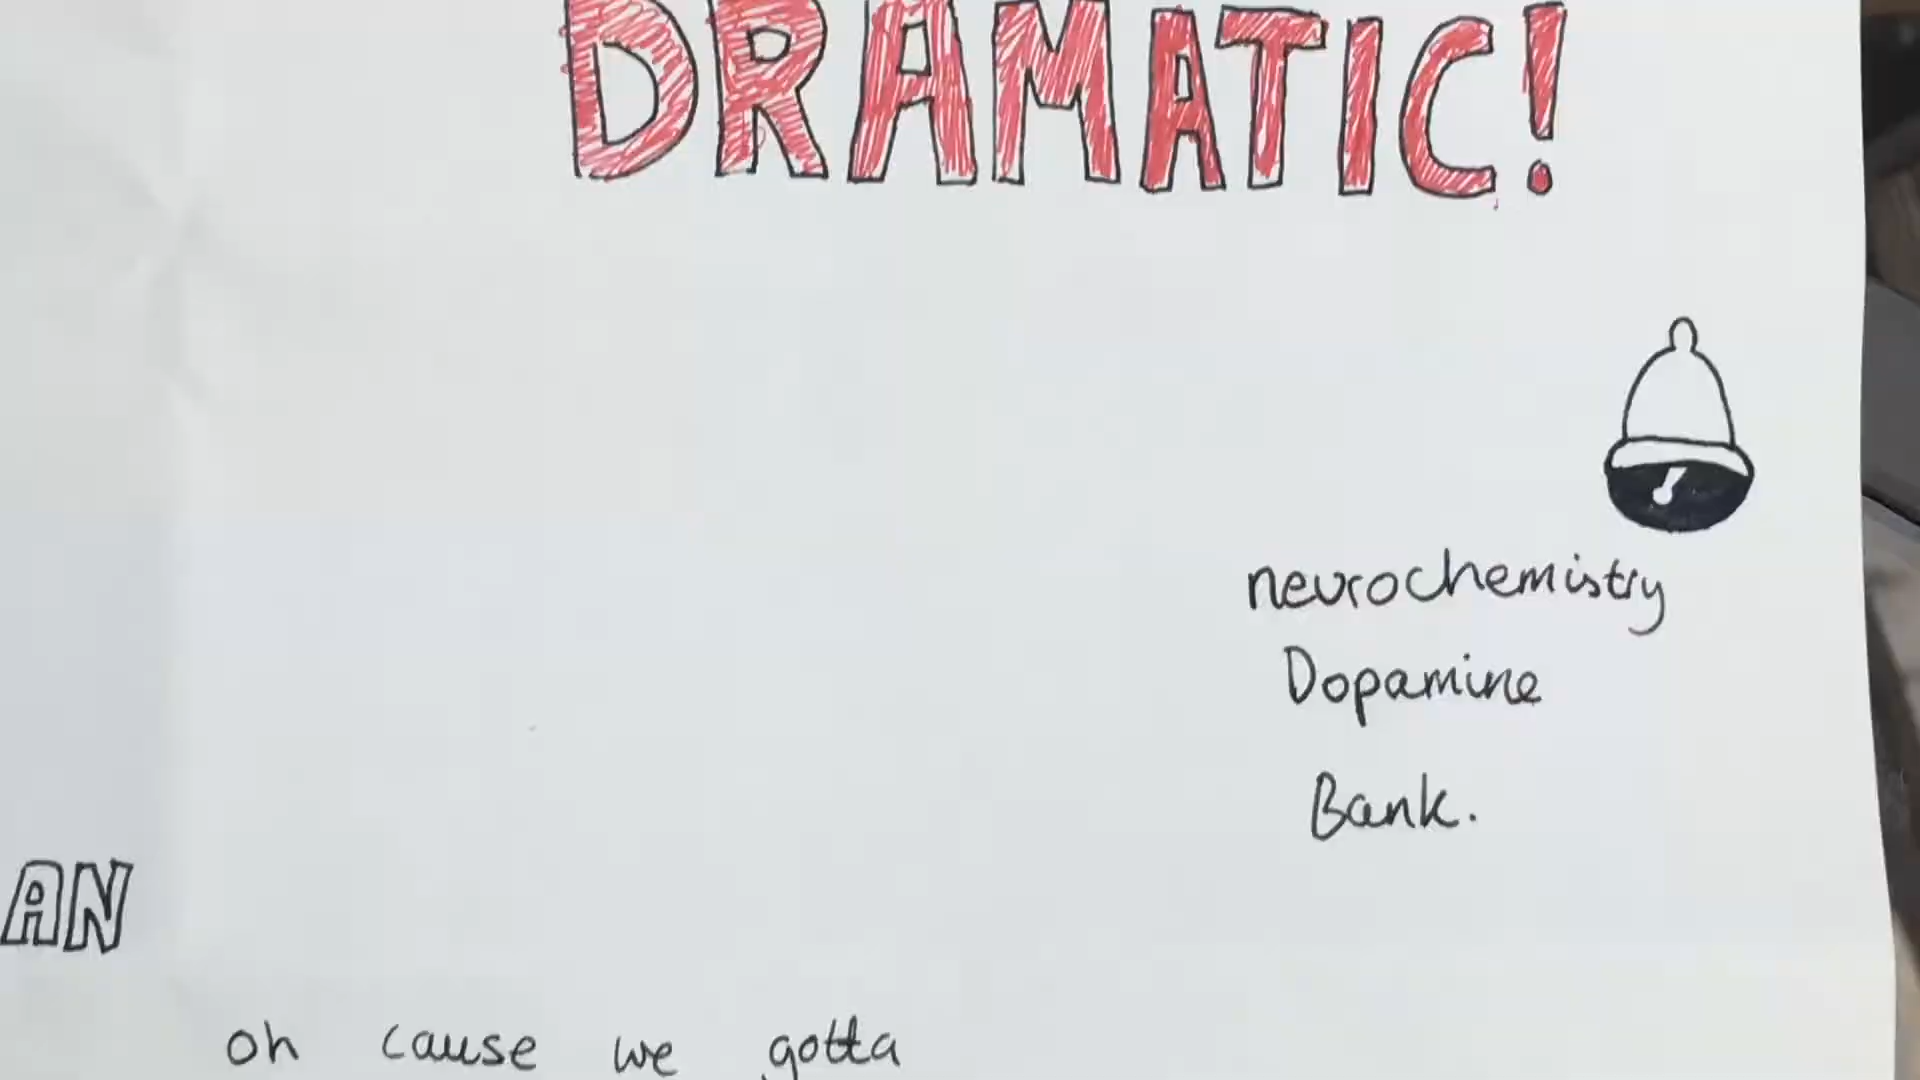 DRAMATIC!
neurochemistry
Dopamine
Bank.
AN
oh cause we gotta